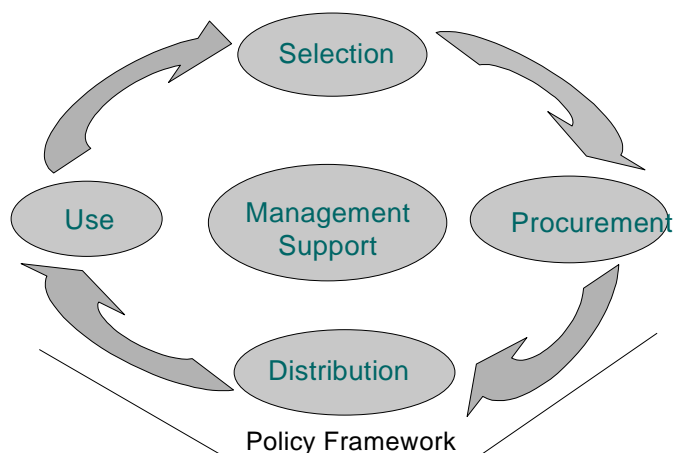 Selection
Use
Management
Support
Procurement
Distribution
Policy Framework